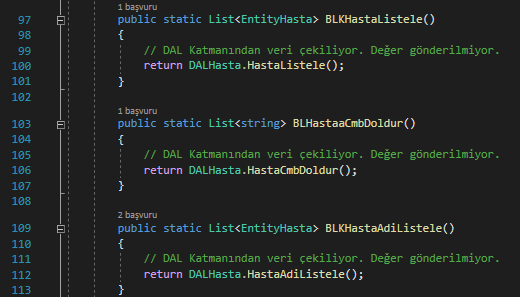 1 başvuru
97 public static List<EntityHasta> BLKHastaListele()
98 {
99 // DAL Katmanından veri çekiliyor. Değer gönderilmiyor.
100 return DALHasta.HastaListele();
101 }
102
1 başvuru
103 public static List<string> BLHastaaCmbDoldur()
104 {
105 // DAL Katmanından veri çekiliyor. Değer gönderilmiyor.
106 return DALHasta.HastaCmbDoldur();
107 }
108
2 başvuru
109 public static List<EntityHasta> BLKHastaAdiListele()
110 {
111 // DAL Katmanından veri çekiliyor. Değer gönderilmiyor.
112 return DALHasta.HastaAdiListele();
113 }